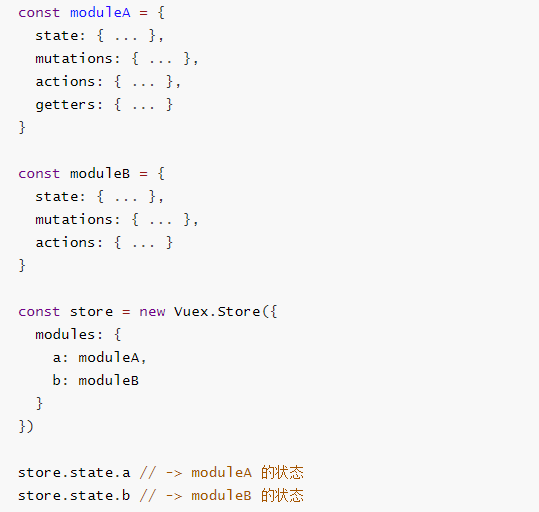 const moduleA = {
  state: { ... },
  mutations: { ... },
  actions: { ... },
  getters: { ... }
}

const moduleB = {
  state: { ... },
  mutations: { ... },
  actions: { ... }
}

const store = new Vuex.Store({
  modules: {
    a: moduleA,
    b: moduleB
  }
})

store.state.a // -> moduleA 的状态
store.state.b // -> moduleB 的状态